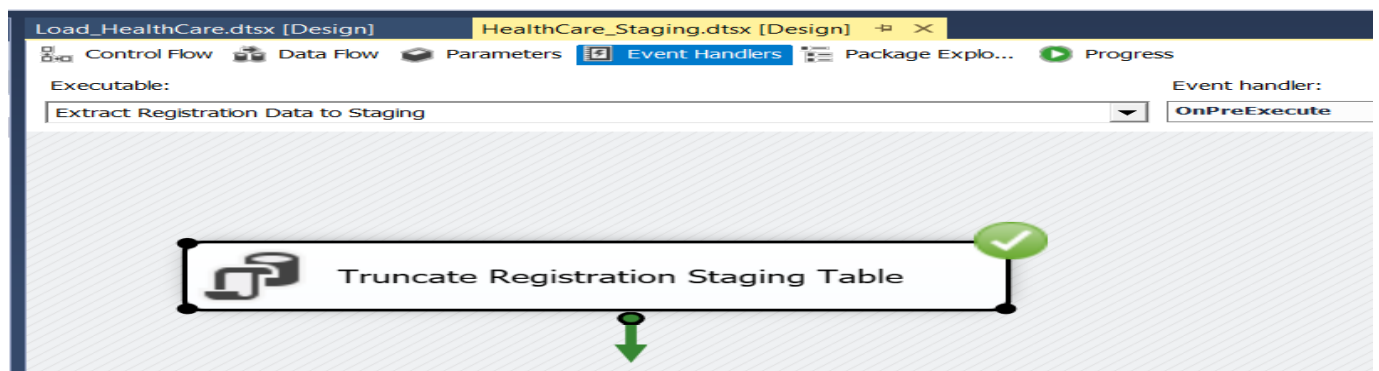 Load_HealthCare.dtsx [Design] HealthCare_Staging.dtsx [Design]
Control Flow Data Flow Parameters Event Handlers Package Explo... Progress
Executable: Event handler:
Extract Registration Data to Staging OnPreExecute
Truncate Registration Staging Table